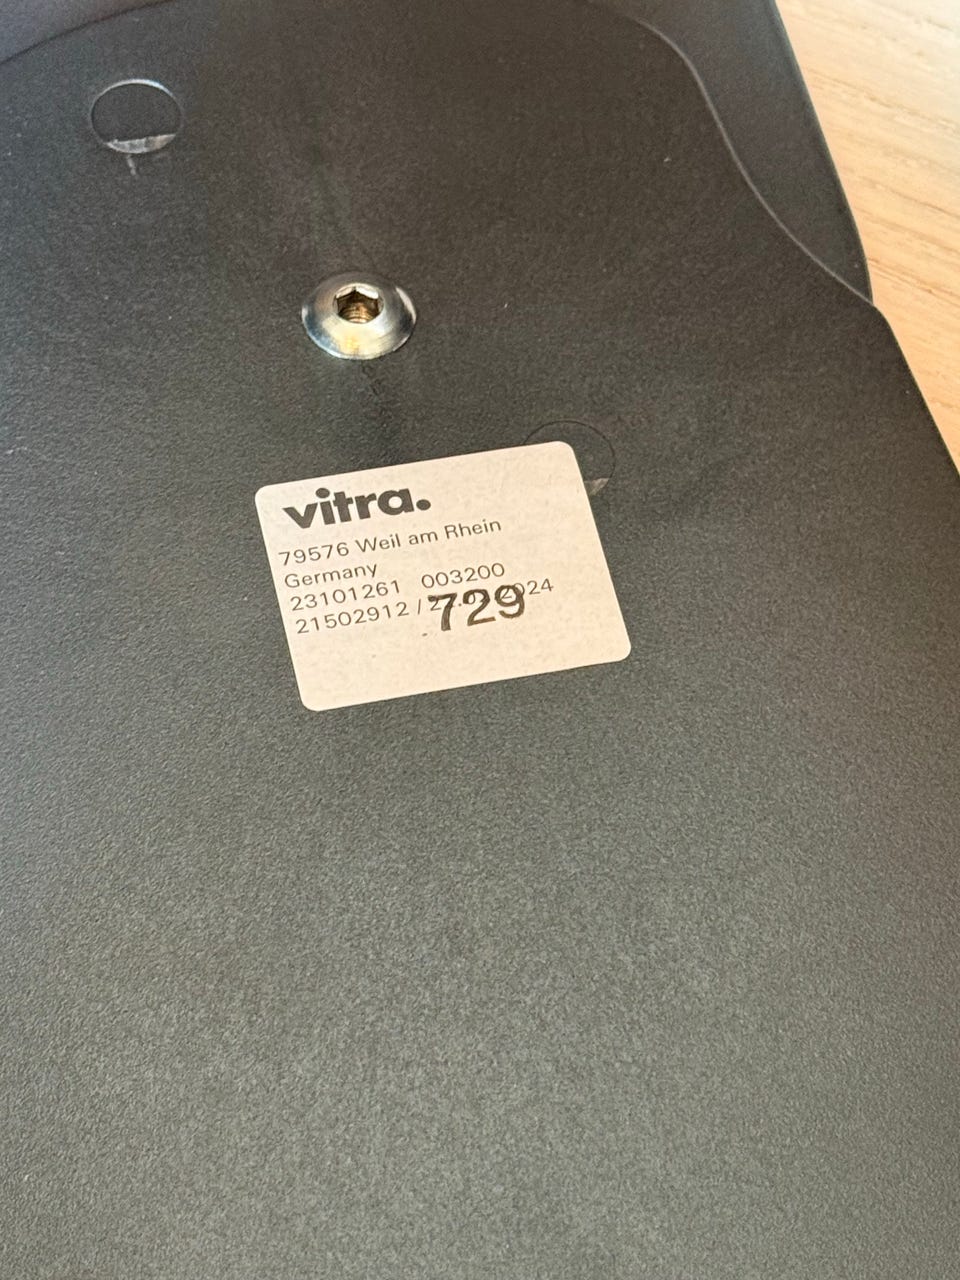 vitra.
79576 Weil am Rhein
Germany
23101261 003200
21502912 /
729